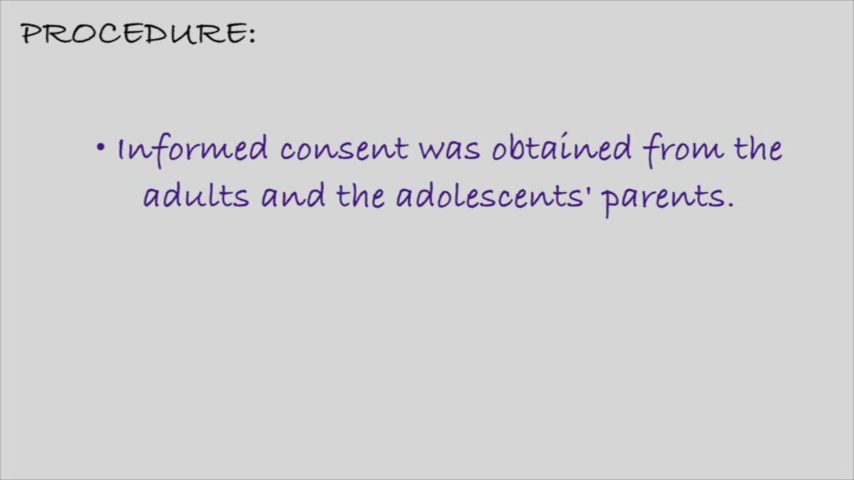 PROCEDURE:
• Informed consent was obtained from the
adults and the adolescents' parents.